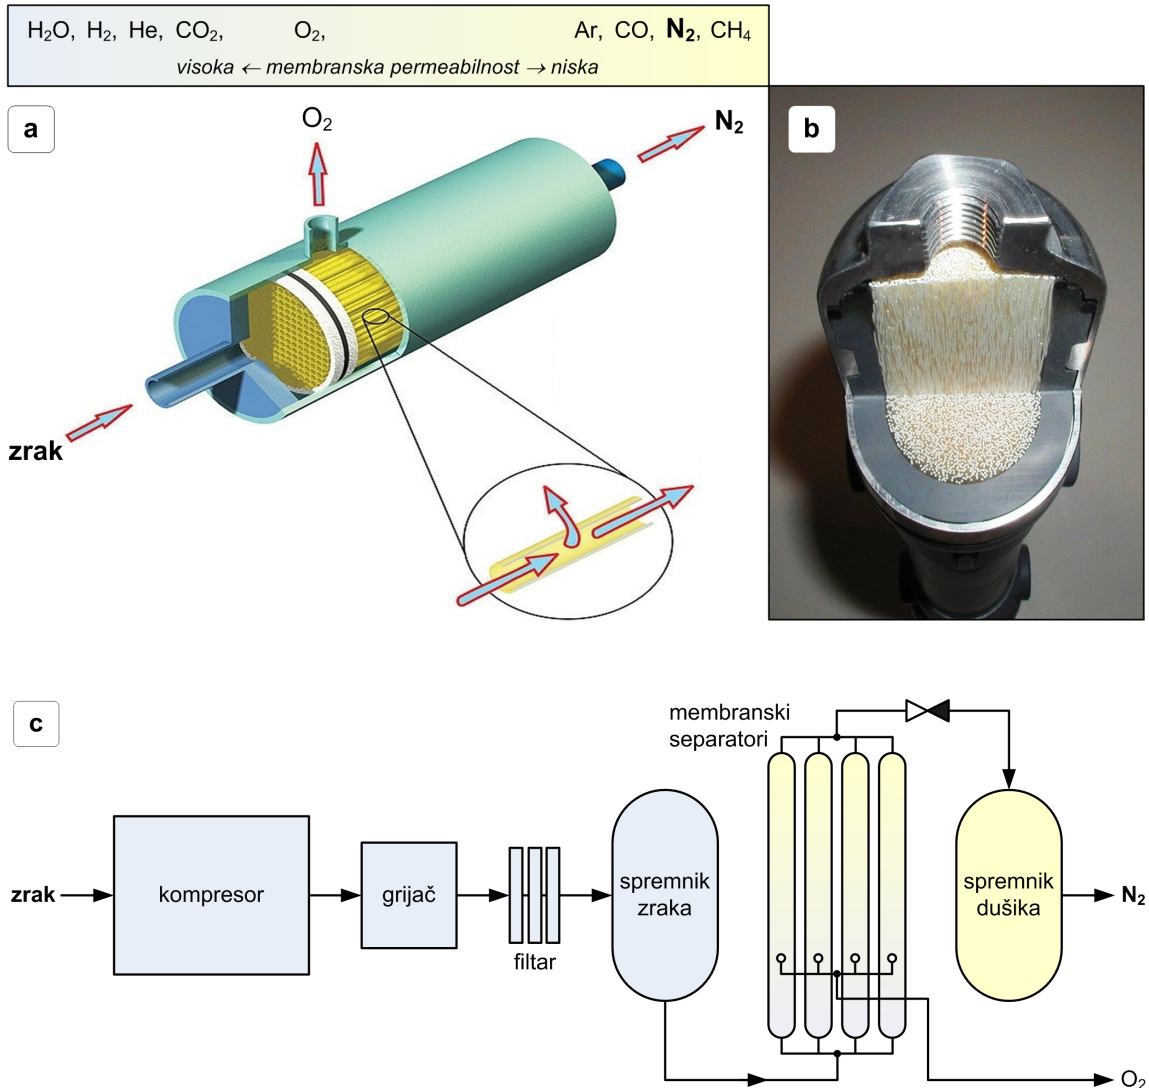 H₂O, H₂, He, CO₂, O₂, Ar, CO, N₂, CH₄
visoka ← membranska permeabilnost → niska
a
O₂
N₂
b
zrak
c
membranski
separatori
zrak
kompresor
grijač
filtar
spremnik
zraka
spremnik
dušika
N₂
O₂